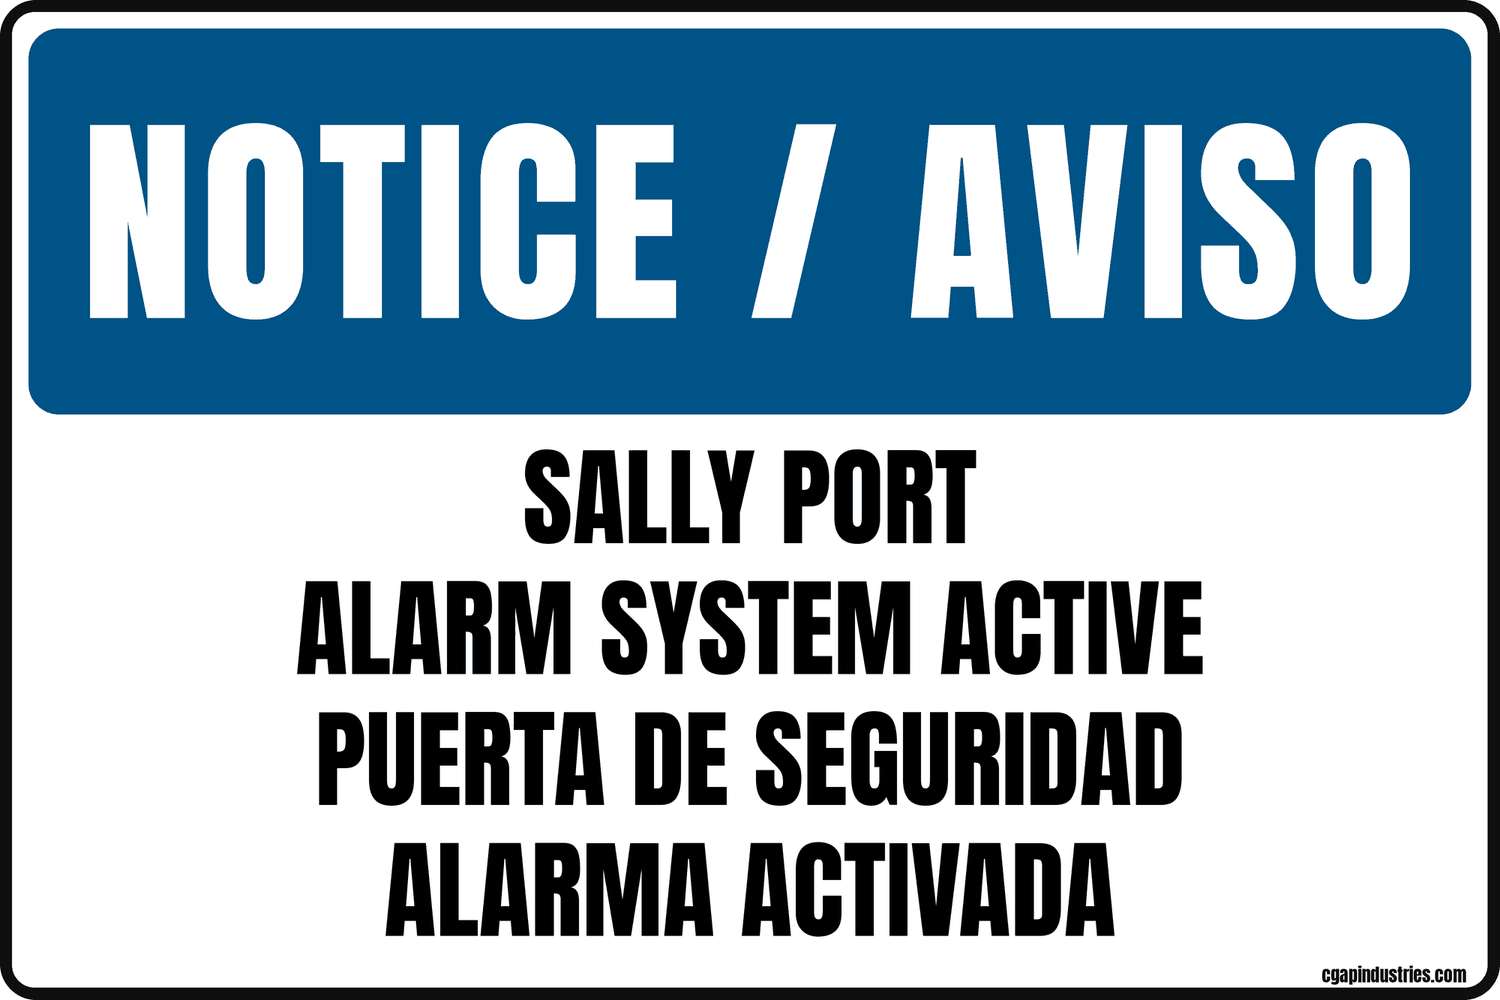 NOTICE / AVISO
SALLY PORT
ALARM SYSTEM ACTIVE
PUERTA DE SEGURIDAD
ALARMA ACTIVADA
cgapindustries.com